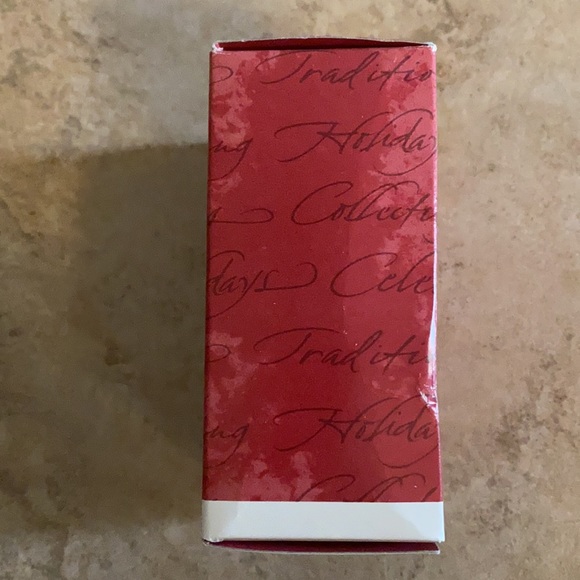 Traditio
ng Holiday
s Collecti
days Cele
Traditi
ng Holida